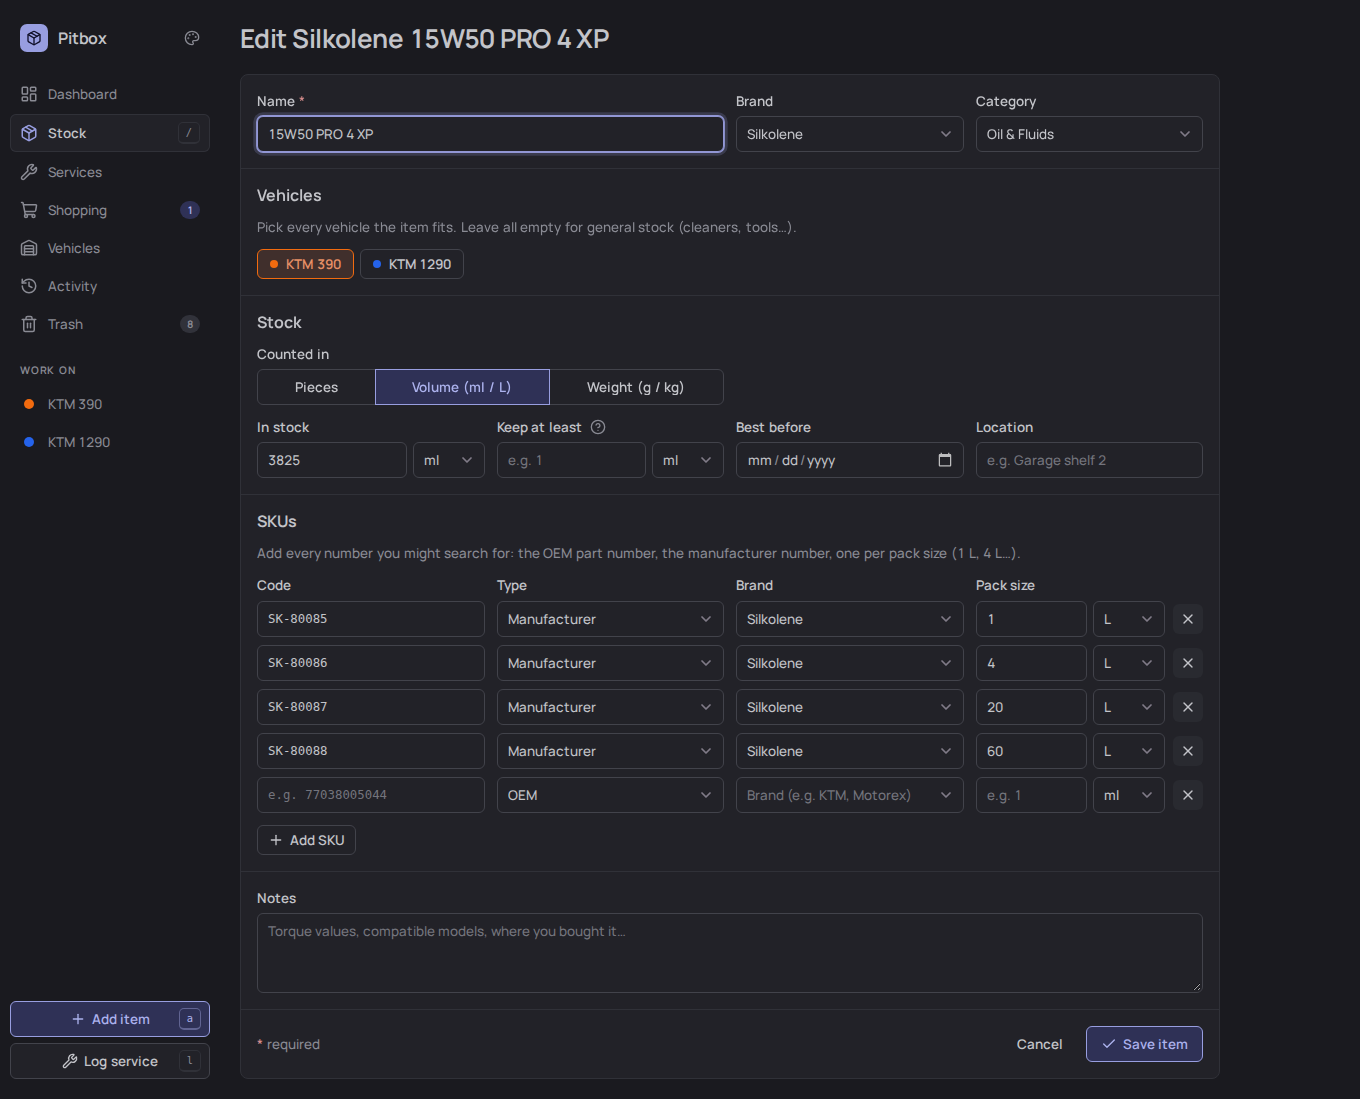 Pitbox
Dashboard
Stock /
Services
Shopping 1
Vehicles
Activity
Trash 8
WORK ON
KTM 390
KTM 1290
+ Add item a
Log service l
Edit Silkolene 15W50 PRO 4 XP
Name * Brand Category
15W50 PRO 4 XP Silkolene Oil & Fluids
Vehicles
Pick every vehicle the item fits. Leave all empty for general stock (cleaners, tools…).
KTM 390 KTM 1290
Stock
Counted in
Pieces Volume (ml / L) Weight (g / kg)
In stock Keep at least ? Best before Location
3825 ml e.g. 1 ml mm/dd/yyyy e.g. Garage shelf 2
SKUs
Add every number you might search for: the OEM part number, the manufacturer number, one per pack size (1 L, 4 L…).
Code Type Brand Pack size
SK-80085 Manufacturer Silkolene 1 L
SK-80086 Manufacturer Silkolene 4 L
SK-80087 Manufacturer Silkolene 20 L
SK-80088 Manufacturer Silkolene 60 L
e.g. 77038005044 OEM Brand (e.g. KTM, Motorex) e.g. 1 ml
+ Add SKU
Notes
Torque values, compatible models, where you bought it…
* required Cancel Save item